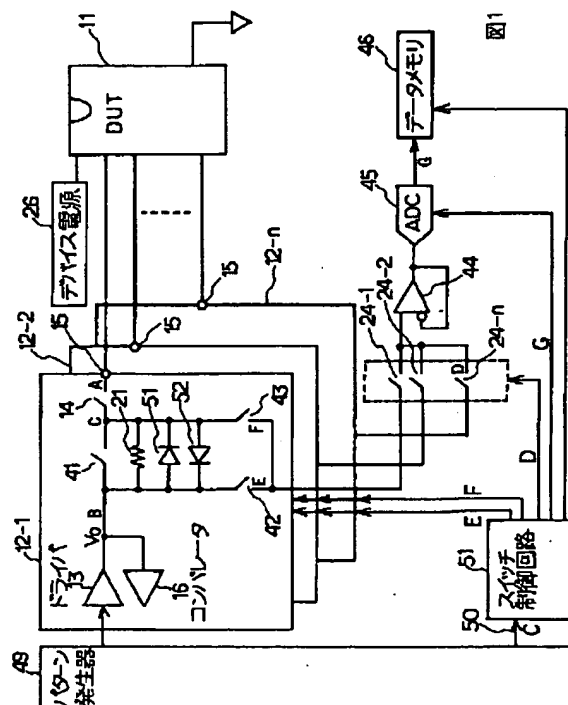 図1
11
DUT
26
デバイス電源
15
15
15
12-n
12-2
12-1
A
14
C
41
B
Vo
ドライバ
13
16
コンパレータ
21
51
52
43
F
E
42
24-1
24-2
24-n
D
44
45
ADC
G
46
データメモリ
E
F
D
G
51
スイッチ
制御回路
50
C
49
パターン
発生器